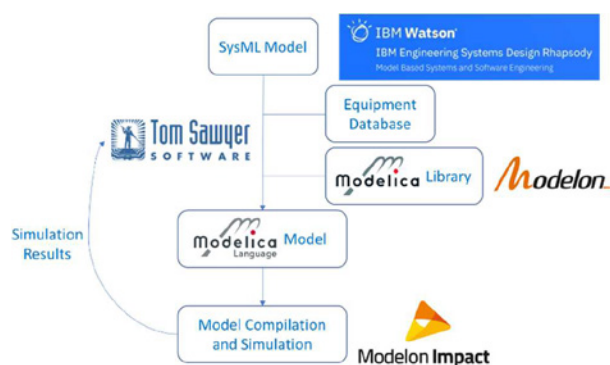 IBM Watson®
SysML Model
IBM Engineering Systems Design Rhapsody
Model Based Systems and Software Engineering
Equipment
Database
Tom Sawyer
SOFTWARE
Modelica Library
Modelon
Simulation
Results
Modelica Model
Language
Model Compilation
and Simulation
Modelon Impact